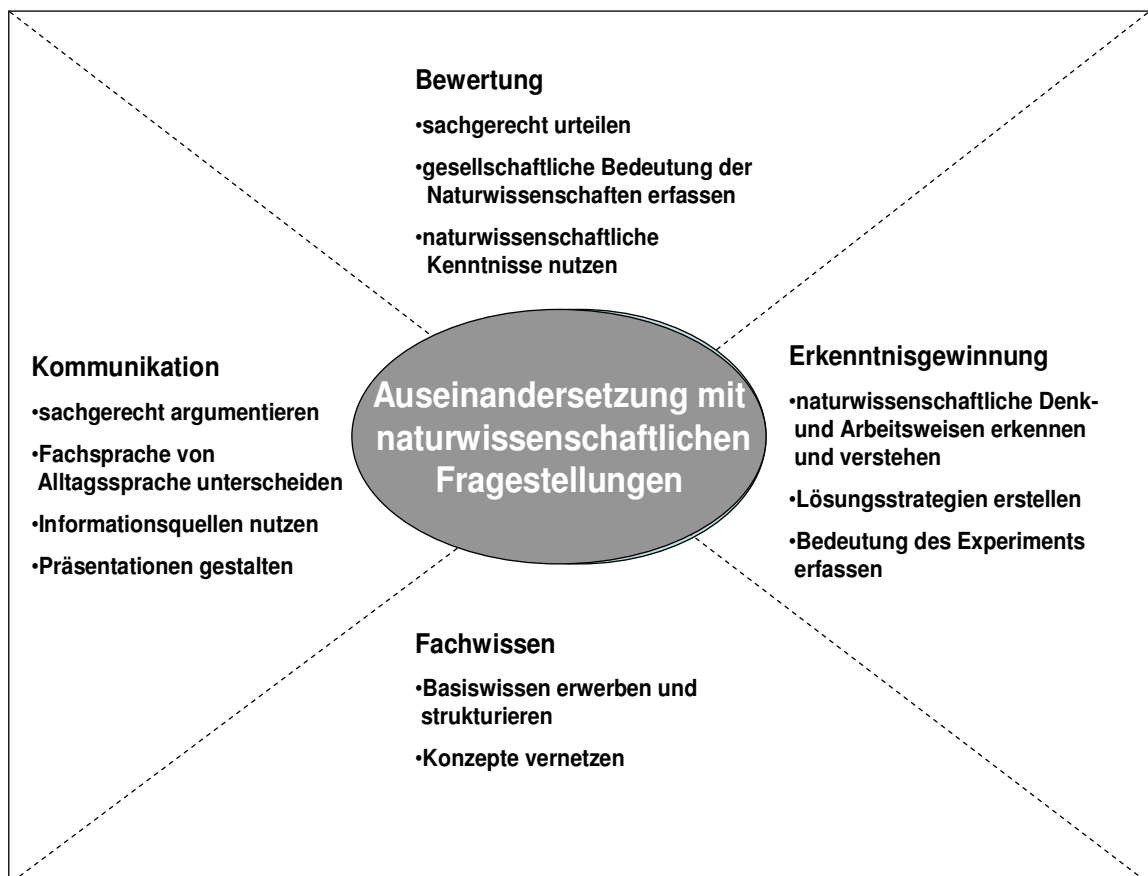 Bewertung
•sachgerecht urteilen
•gesellschaftliche Bedeutung der
Naturwissenschaften erfassen
•naturwissenschaftliche
Kenntnisse nutzen
Kommunikation
•sachgerecht argumentieren
•Fachsprache von
Alltagssprache unterscheiden
•Informationsquellen nutzen
•Präsentationen gestalten
Auseinandersetzung mit
naturwissenschaftlichen
Fragestellungen
Erkenntnisgewinnung
•naturwissenschaftliche Denk-
und Arbeitsweisen erkennen
und verstehen
•Lösungsstrategien erstellen
•Bedeutung des Experiments
erfassen
Fachwissen
•Basiswissen erwerben und
strukturieren
•Konzepte vernetzen